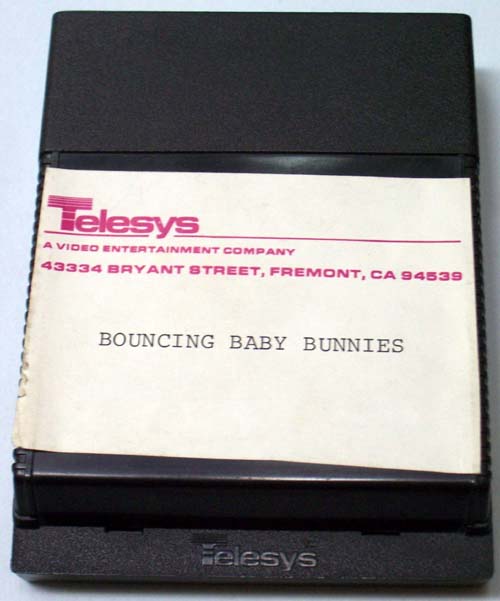 Telesys
A VIDEO ENTERTAINMENT COMPANY
43334 BRYANT STREET, FREMONT, CA 94539
BOUNCING BABY BUNNIES
Telesys